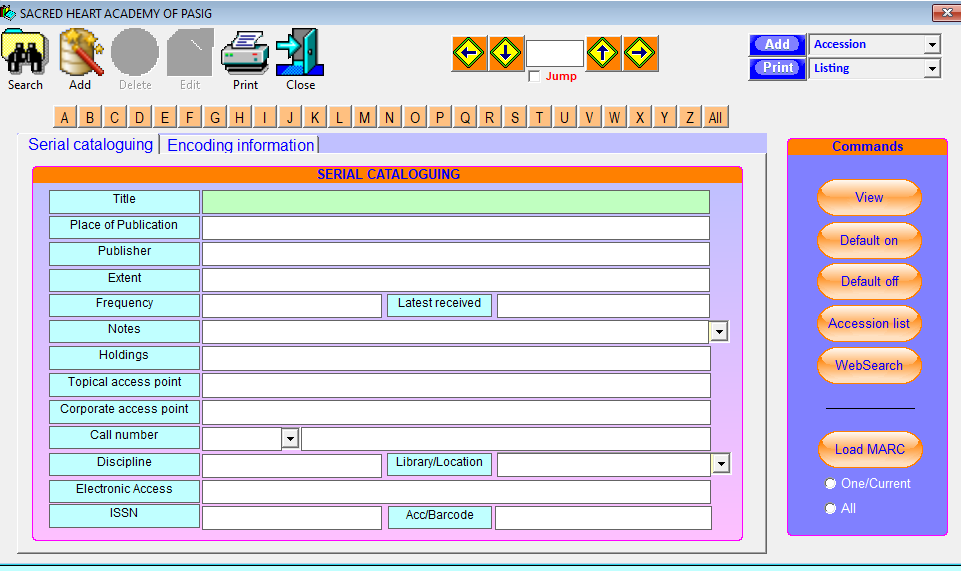 SACRED HEART ACADEMY OF PASIG
Search Add Delete Edit Print Close
Jump
Add Accession
Print Listing
A B C D E F G H I J K L M N O P Q R S T U V W X Y Z All
Serial cataloguing Encoding information
SERIAL CATALOGUING
Title
Place of Publication
Publisher
Extent
Frequency Latest received
Notes
Holdings
Topical access point
Corporate access point
Call number
Discipline Library/Location
Electronic Access
ISSN Acc/Barcode
Commands
View
Default on
Default off
Accession list
WebSearch
Load MARC
One/Current
All